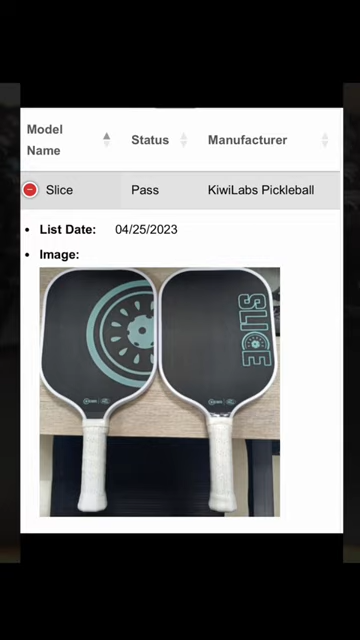 Model
Name
Status
Manufacturer
Slice
Pass
KiwiLabs Pickleball
List Date: 04/25/2023
Image:
SLICE